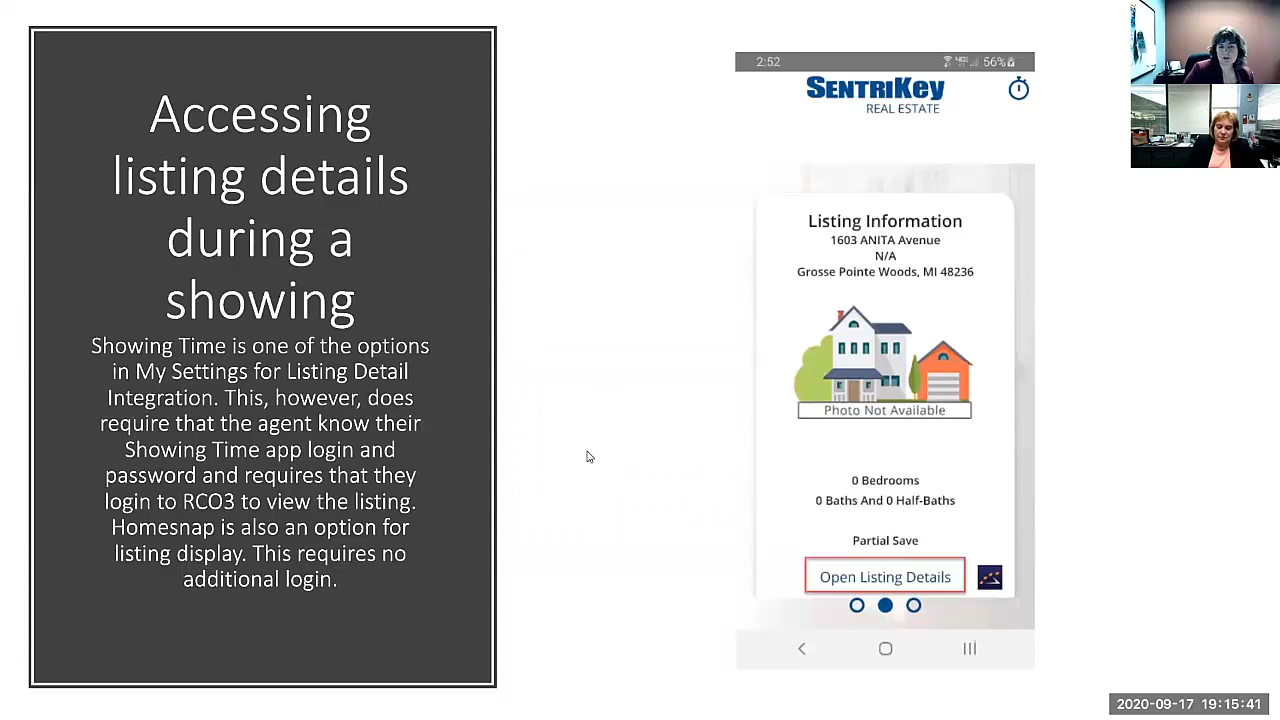 Accessing
listing details
during a
showing
Showing Time is one of the options
in My Settings for Listing Detail
Integration. This, however, does
require that the agent know their
Showing Time app login and
password and requires that they
login to RCO3 to view the listing.
Homesnap is also an option for
listing display. This requires no
additional login.
2:52
56%
SENTRIKEY
REAL ESTATE
Listing Information
1603 ANITA Avenue
N/A
Grosse Pointe Woods, MI 48236
Photo Not Available
0 Bedrooms
0 Baths And 0 Half-Baths
Partial Save
Open Listing Details
2020-09-17 19:15:41